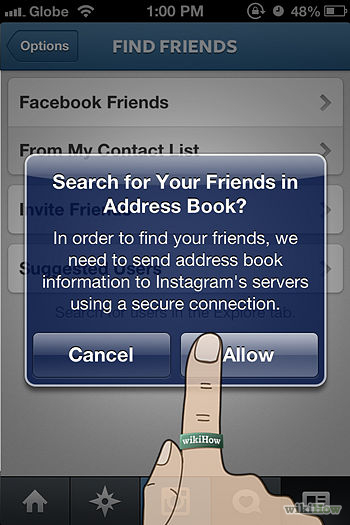 Globe 1:00 PM 48%
Options FIND FRIENDS
Facebook Friends
From My Contact List
Search for Your Friends in
Address Book?
Invite Friends
In order to find your friends, we
need to send address book
information to Instagram's servers
using a secure connection.
Suggested Users
Search for users in the Explore tab.
Cancel Allow
wikiHow
wikiHow